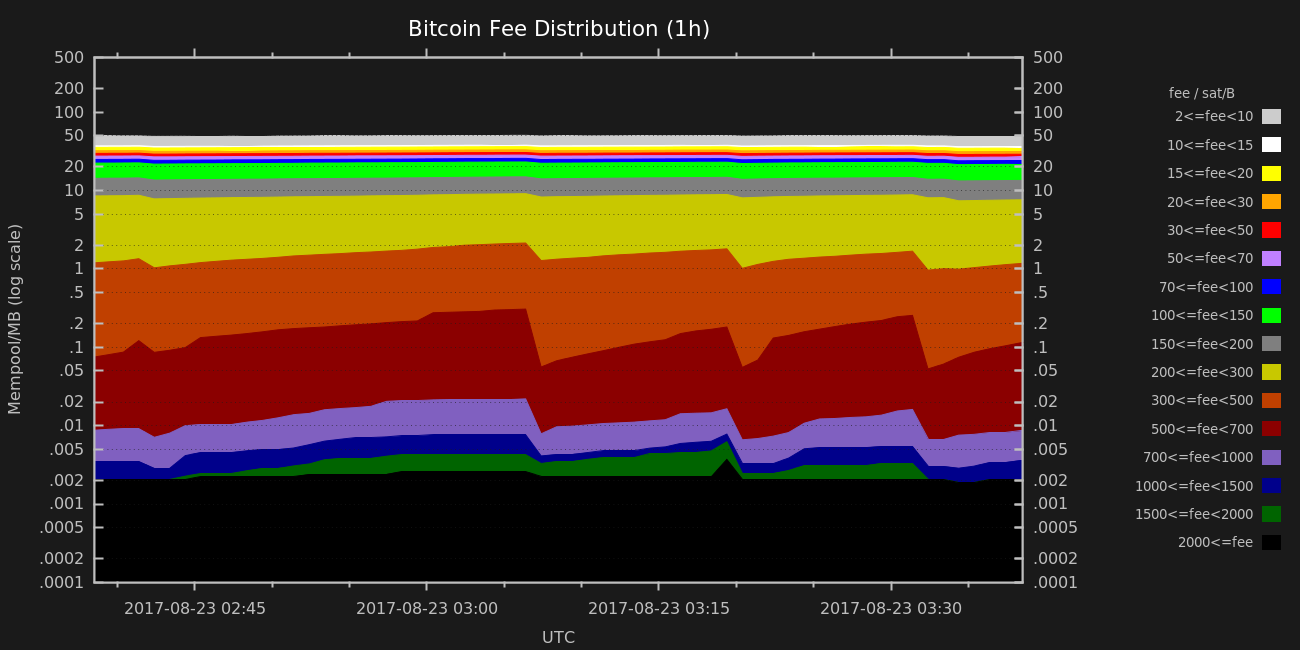 Bitcoin Fee Distribution (1h)
500 500
200 200
100 100
50 50
20 20
10 10
5 5
2 2
1 1
.5 .5
.2 .2
.1 .1
.05 .05
.02 .02
.01 .01
.005 .005
.002 .002
.001 .001
.0005 .0005
.0002 .0002
.0001 .0001
Mempool/MB (log scale)
2017-08-23 02:45 2017-08-23 03:00 2017-08-23 03:15 2017-08-23 03:30
UTC
fee / sat/B
2<=fee<10
10<=fee<15
15<=fee<20
20<=fee<30
30<=fee<50
50<=fee<70
70<=fee<100
100<=fee<150
150<=fee<200
200<=fee<300
300<=fee<500
500<=fee<700
700<=fee<1000
1000<=fee<1500
1500<=fee<2000
2000<=fee